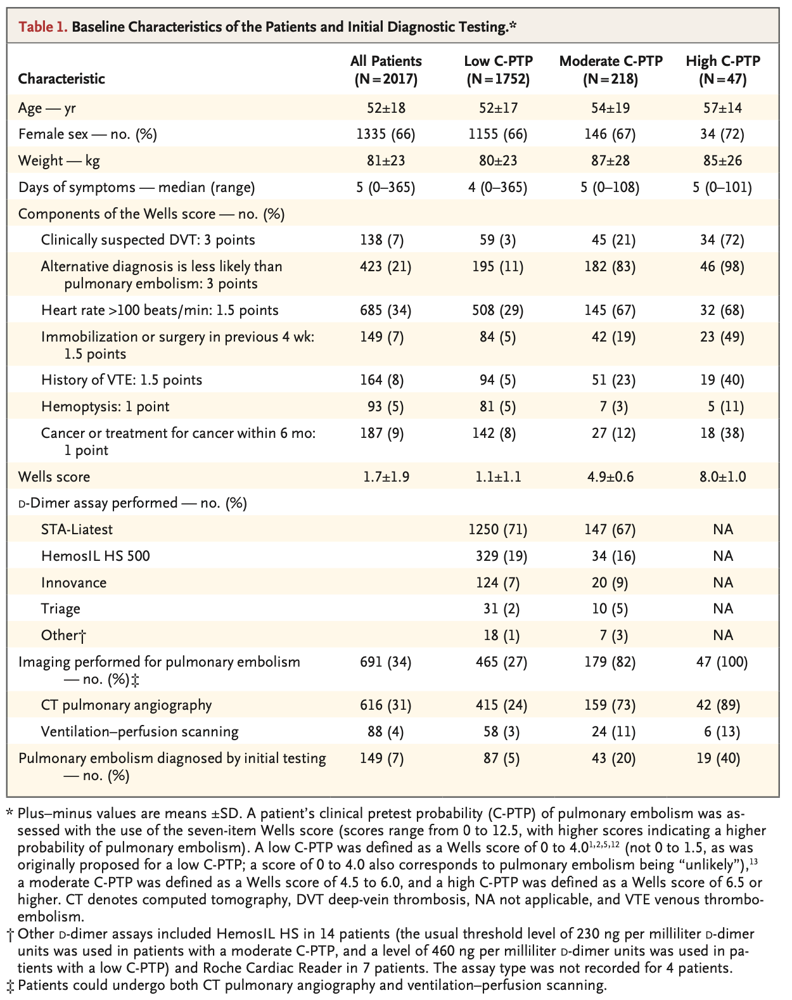 Table 1. Baseline Characteristics of the Patients and Initial Diagnostic Testing.*
Characteristic All Patients (N=2017) Low C-PTP (N=1752) Moderate C-PTP (N=218) High C-PTP (N=47)
Age — yr 52±18 52±17 54±19 57±14
Female sex — no. (%) 1335 (66) 1155 (66) 146 (67) 34 (72)
Weight — kg 81±23 80±23 87±28 85±26
Days of symptoms — median (range) 5 (0–365) 4 (0–365) 5 (0–108) 5 (0–101)
Components of the Wells score — no. (%)
Clinically suspected DVT: 3 points 138 (7) 59 (3) 45 (21) 34 (72)
Alternative diagnosis is less likely than 423 (21) 195 (11) 182 (83) 46 (98)
pulmonary embolism: 3 points
Heart rate >100 beats/min: 1.5 points 685 (34) 508 (29) 145 (67) 32 (68)
Immobilization or surgery in previous 4 wk: 149 (7) 84 (5) 42 (19) 23 (49)
1.5 points
History of VTE: 1.5 points 164 (8) 94 (5) 51 (23) 19 (40)
Hemoptysis: 1 point 93 (5) 81 (5) 7 (3) 5 (11)
Cancer or treatment for cancer within 6 mo: 187 (9) 142 (8) 27 (12) 18 (38)
1 point
Wells score 1.7±1.9 1.1±1.1 4.9±0.6 8.0±1.0
D-Dimer assay performed — no. (%)
STA-Liatest 1250 (71) 147 (67) NA
HemosIL HS 500 329 (19) 34 (16) NA
Innovance 124 (7) 20 (9) NA
Triage 31 (2) 10 (5) NA
Other† 18 (1) 7 (3) NA
Imaging performed for pulmonary embolism 691 (34) 465 (27) 179 (82) 47 (100)
— no. (%)‡
CT pulmonary angiography 616 (31) 415 (24) 159 (73) 42 (89)
Ventilation–perfusion scanning 88 (4) 58 (3) 24 (11) 6 (13)
Pulmonary embolism diagnosed by initial testing 149 (7) 87 (5) 43 (20) 19 (40)
— no. (%)
* Plus–minus values are means ±SD. A patient's clinical pretest probability (C-PTP) of pulmonary embolism was as-
sessed with the use of the seven-item Wells score (scores range from 0 to 12.5, with higher scores indicating a higher
probability of pulmonary embolism). A low C-PTP was defined as a Wells score of 0 to 4.01,2,5,12 (not 0 to 1.5, as was
originally proposed for a low C-PTP; a score of 0 to 4.0 also corresponds to pulmonary embolism being “unlikely”),13
a moderate C-PTP was defined as a Wells score of 4.5 to 6.0, and a high C-PTP was defined as a Wells score of 6.5 or
higher. CT denotes computed tomography, DVT deep-vein thrombosis, NA not applicable, and VTE venous thrombo-
embolism.
† Other D-dimer assays included HemosIL HS in 14 patients (the usual threshold level of 230 ng per milliliter D-dimer
units was used in patients with a moderate C-PTP, and a level of 460 ng per milliliter D-dimer units was used in pa-
tients with a low C-PTP) and Roche Cardiac Reader in 7 patients. The assay type was not recorded for 4 patients.
‡ Patients could undergo both CT pulmonary angiography and ventilation–perfusion scanning.